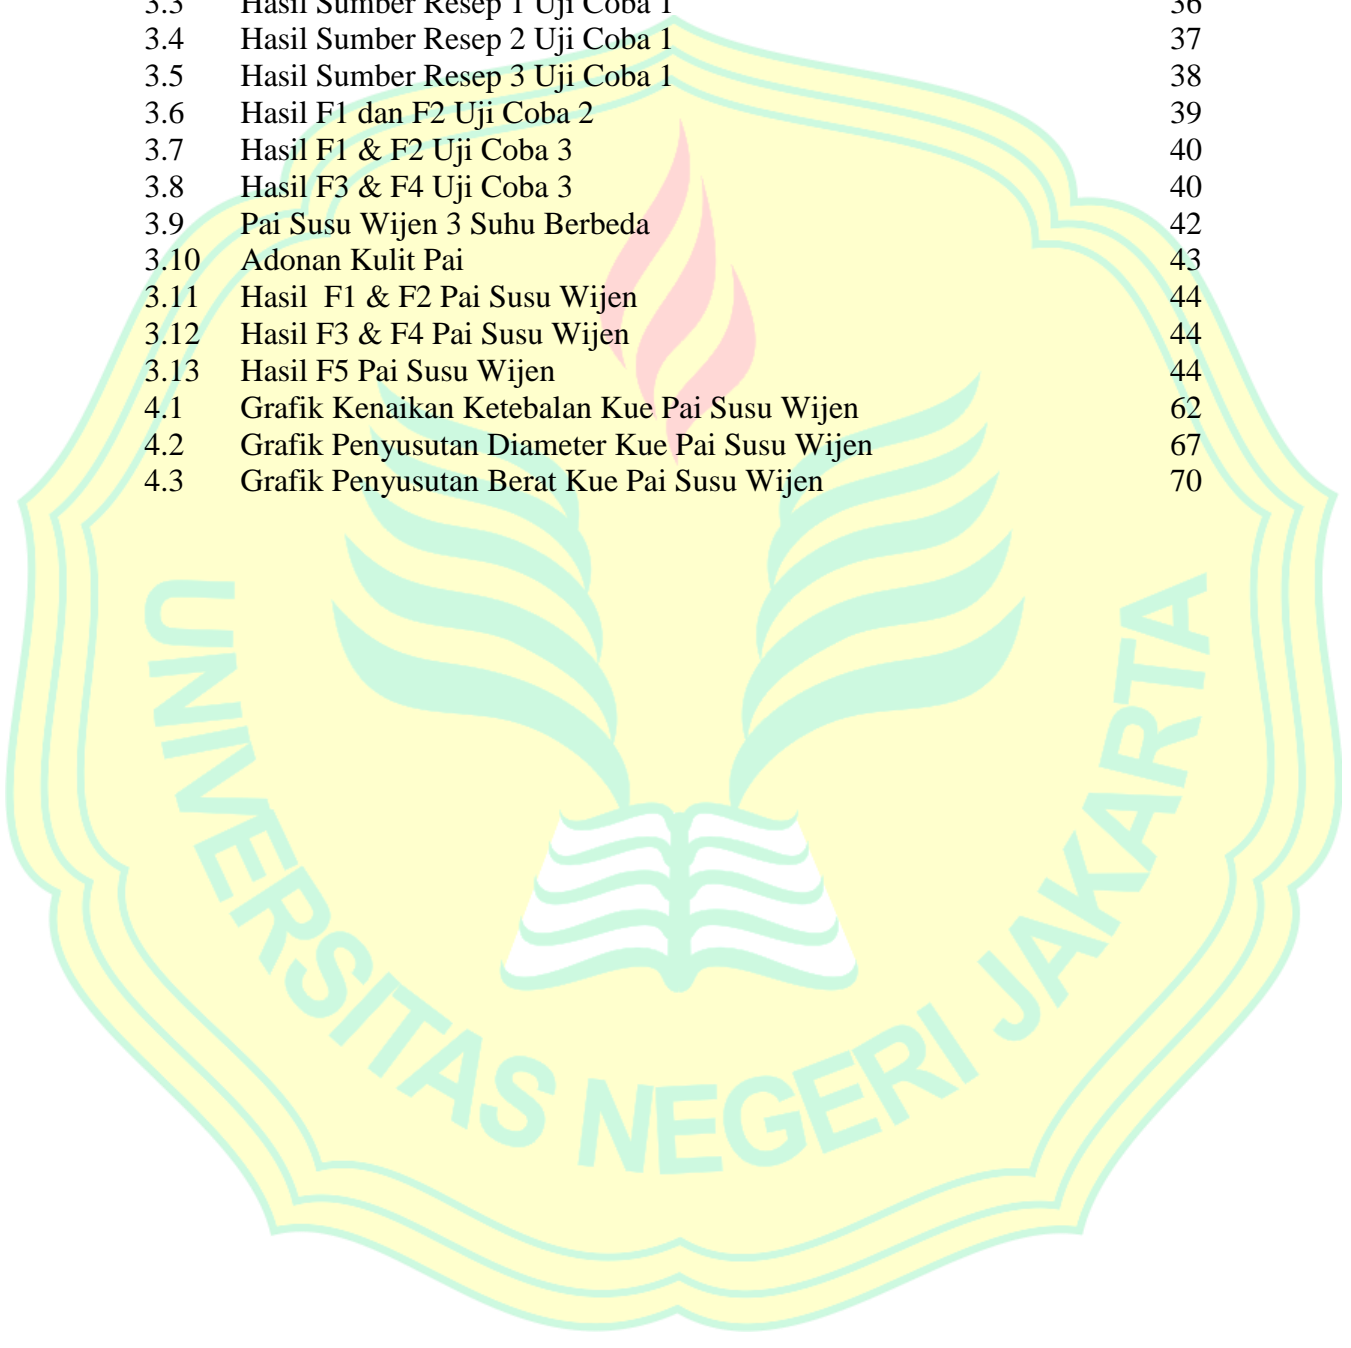 3.3 Hasil Sumber Resep 1 Uji Coba 1 36
3.4 Hasil Sumber Resep 2 Uji Coba 1 37
3.5 Hasil Sumber Resep 3 Uji Coba 1 38
3.6 Hasil F1 dan F2 Uji Coba 2 39
3.7 Hasil F1 & F2 Uji Coba 3 40
3.8 Hasil F3 & F4 Uji Coba 3 40
3.9 Pai Susu Wijen 3 Suhu Berbeda 42
3.10 Adonan Kulit Pai 43
3.11 Hasil F1 & F2 Pai Susu Wijen 44
3.12 Hasil F3 & F4 Pai Susu Wijen 44
3.13 Hasil F5 Pai Susu Wijen 44
4.1 Grafik Kenaikan Ketebalan Kue Pai Susu Wijen 62
4.2 Grafik Penyusutan Diameter Kue Pai Susu Wijen 67
4.3 Grafik Penyusutan Berat Kue Pai Susu Wijen 70
UNIVERSITAS NEGERI JAKARTA